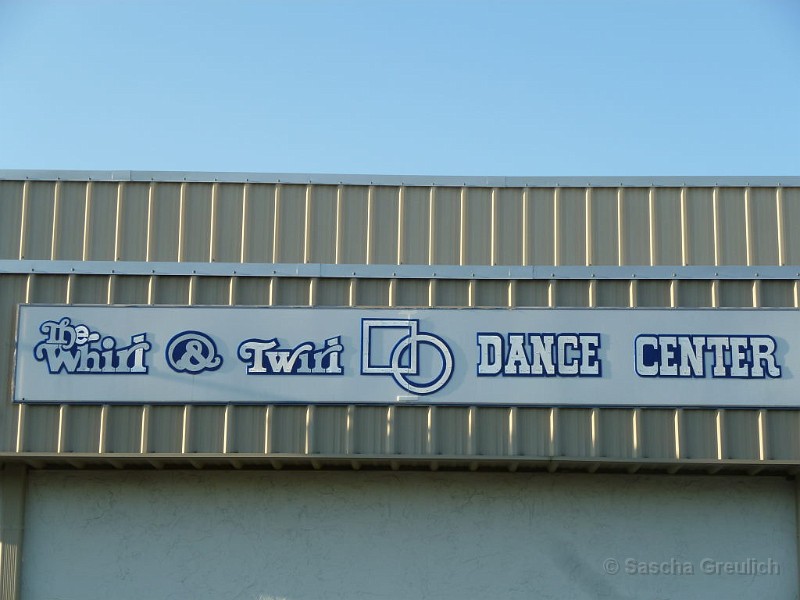 The Whirl & Twirl DANCE CENTER
© Sascha Greulich